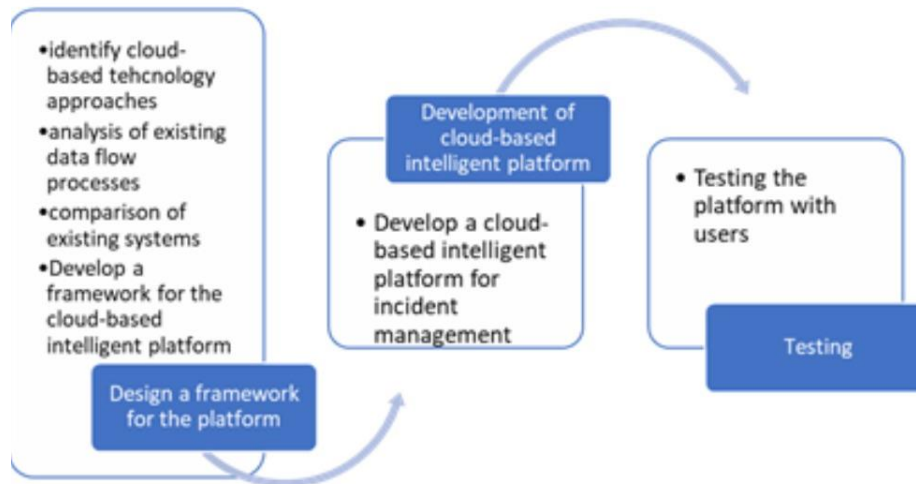 •identify cloud-
based tehcnology
approaches
•analysis of existing
data flow
processes
•comparison of
existing systems
•Develop a
framework for the
cloud-based
intelligent platform
Design a framework
for the platform
Development of
cloud-based
intelligent platform
• Develop a cloud-
based intelligent
platform for
incident
management
• Testing the
platform with
users
Testing